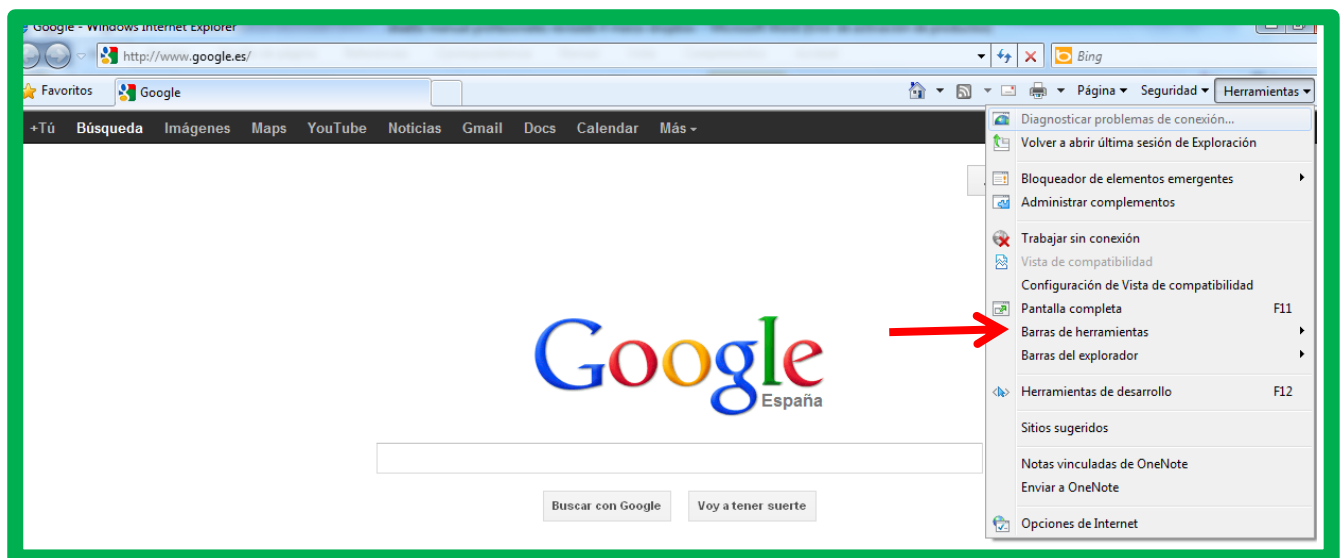 Google - Windows Internet Explorer
http://www.google.es/
Bing
Favoritos
Google
Página
Seguridad
Herramientas
+Tú Búsqueda Imágenes Maps YouTube Noticias Gmail Docs Calendar Más
Diagnosticar problemas de conexión...
Volver a abrir última sesión de Exploración
Bloqueador de elementos emergentes
Administrar complementos
Trabajar sin conexión
Vista de compatibilidad
Configuración de Vista de compatibilidad
Pantalla completa F11
Barras de herramientas
Barras del explorador
Herramientas de desarrollo F12
Sitios sugeridos
Notas vinculadas de OneNote
Enviar a OneNote
Opciones de Internet
Google
España
Buscar con Google
Voy a tener suerte